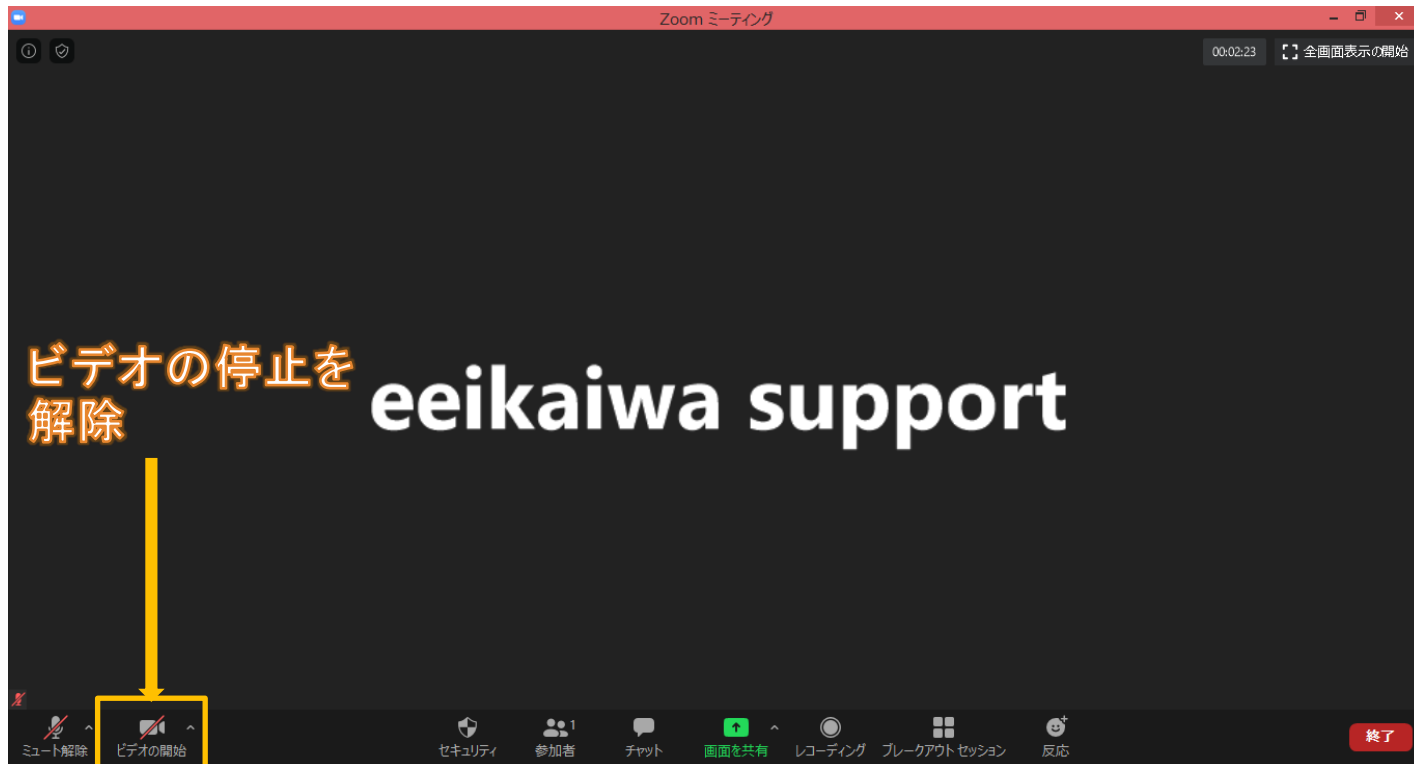 Zoom ミーティング
00:02:23
全画面表示の開始
ビデオの停止を
解除
eeikaiwa support
ミュート解除
ビデオの開始
セキュリティ
1
参加者
チャット
画面を共有
レコーディング
ブレークアウト セッション
反応
終了